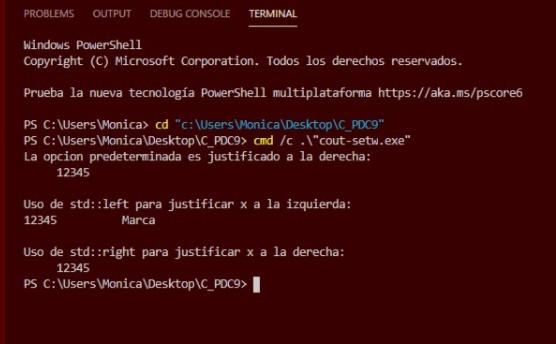 PROBLEMS OUTPUT DEBUG CONSOLE TERMINAL
Windows PowerShell
Copyright (C) Microsoft Corporation. Todos los derechos reservados.
Prueba la nueva tecnología PowerShell multiplataforma https://aka.ms/pscore6
PS C:\Users\Monica> cd "c:\Users\Monica\Desktop\C_PDC9"
PS C:\Users\Monica\Desktop\C_PDC9> cmd /c .\"cout-setw.exe"
La opcion predeterminada es justificado a la derecha:
     12345
Uso de std::left para justificar x a la izquierda:
12345          Marca
Uso de std::right para justificar x a la derecha:
     12345
PS C:\Users\Monica\Desktop\C_PDC9>